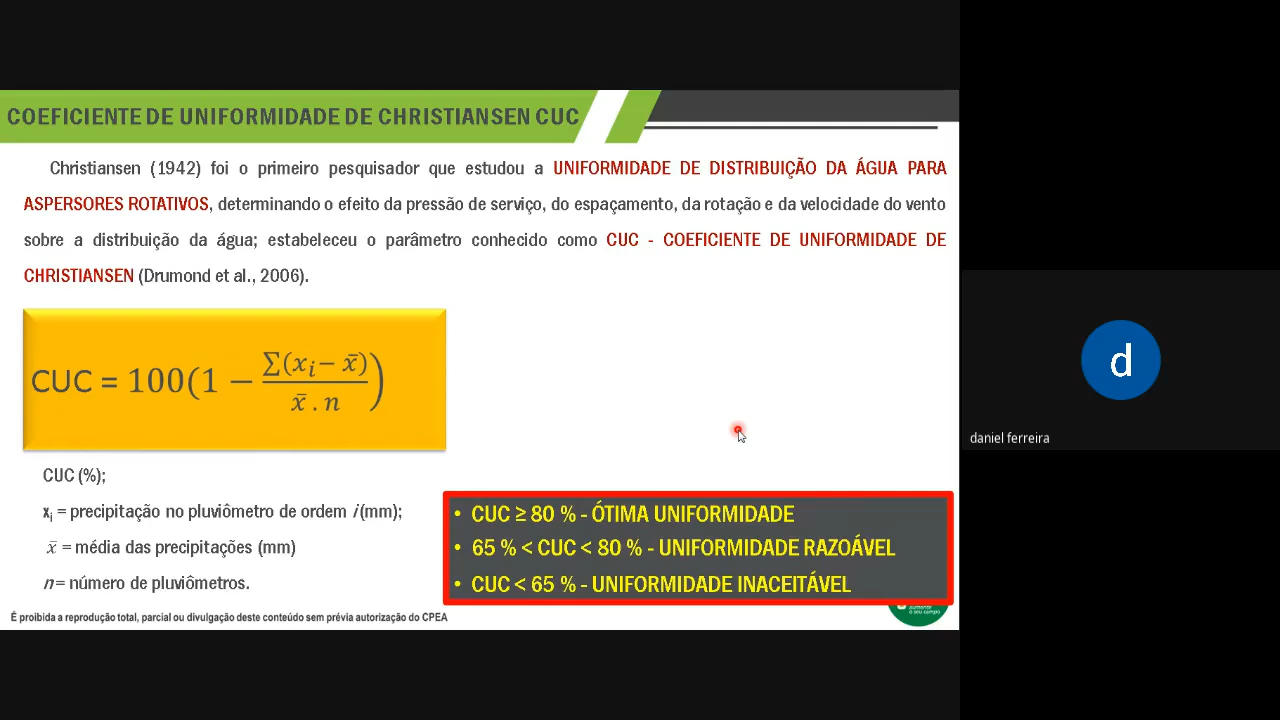 COEFICIENTE DE UNIFORMIDADE DE CHRISTIANSEN CUC
Christiansen (1942) foi o primeiro pesquisador que estudou a UNIFORMIDADE DE DISTRIBUIÇÃO DA ÁGUA PARA
ASPERSORES ROTATIVOS, determinando o efeito da pressão de serviço, do espaçamento, da rotação e da velocidade do vento
sobre a distribuição da água; estabeleceu o parâmetro conhecido como CUC - COEFICIENTE DE UNIFORMIDADE DE
CHRISTIANSEN (Drumond et al., 2006).
CUC = 100(1 − ∑(xᵢ− x̄) / x̄ . n)
CUC (%);
xᵢ = precipitação no pluviômetro de ordem i(mm);
x̄ = média das precipitações (mm)
n= número de pluviômetros.
• CUC ≥ 80 % - ÓTIMA UNIFORMIDADE
• 65 % < CUC < 80 % - UNIFORMIDADE RAZOÁVEL
• CUC < 65 % - UNIFORMIDADE INACEITÁVEL
É proibida a reprodução total, parcial ou divulgação deste conteúdo sem prévia autorização do CPEA
o seu campo
d
daniel ferreira